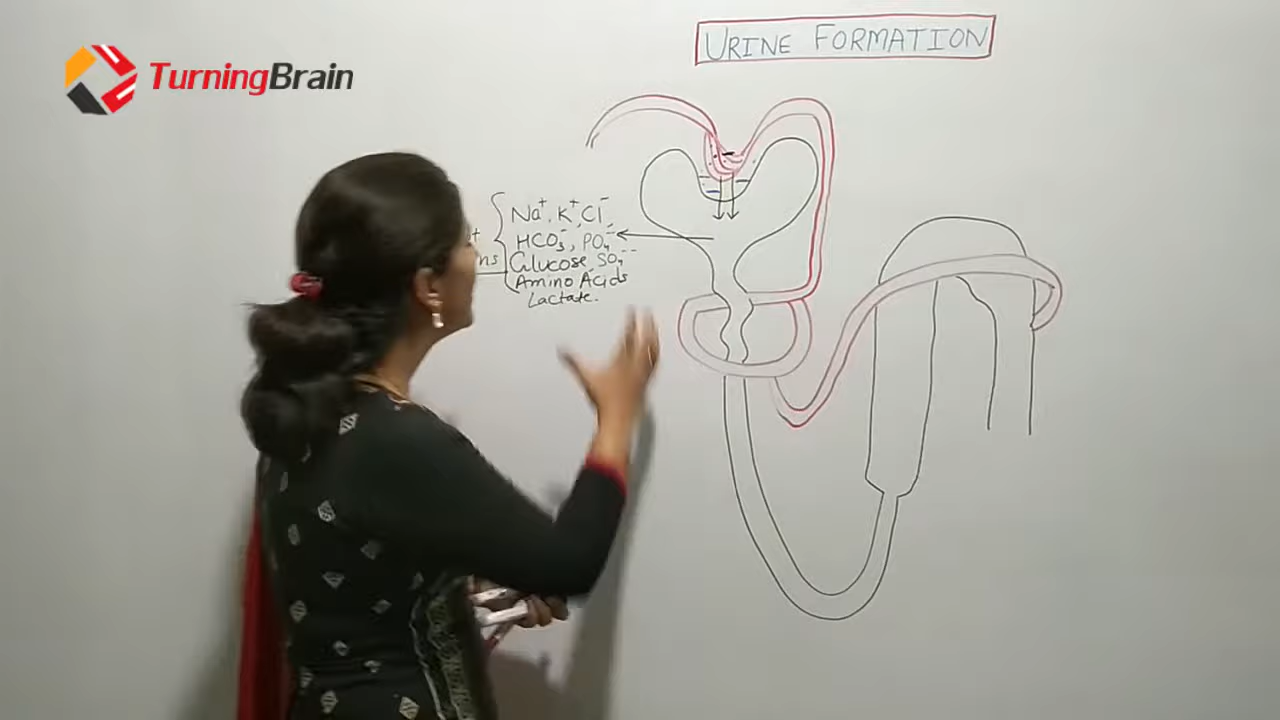 TurningBrain
URINE FORMATION
Na⁺, K⁺, Cl⁻,
HCO₃⁻, PO₄⁻⁻
Glucose SO₄⁻⁻
Amino Acids
Lactate.